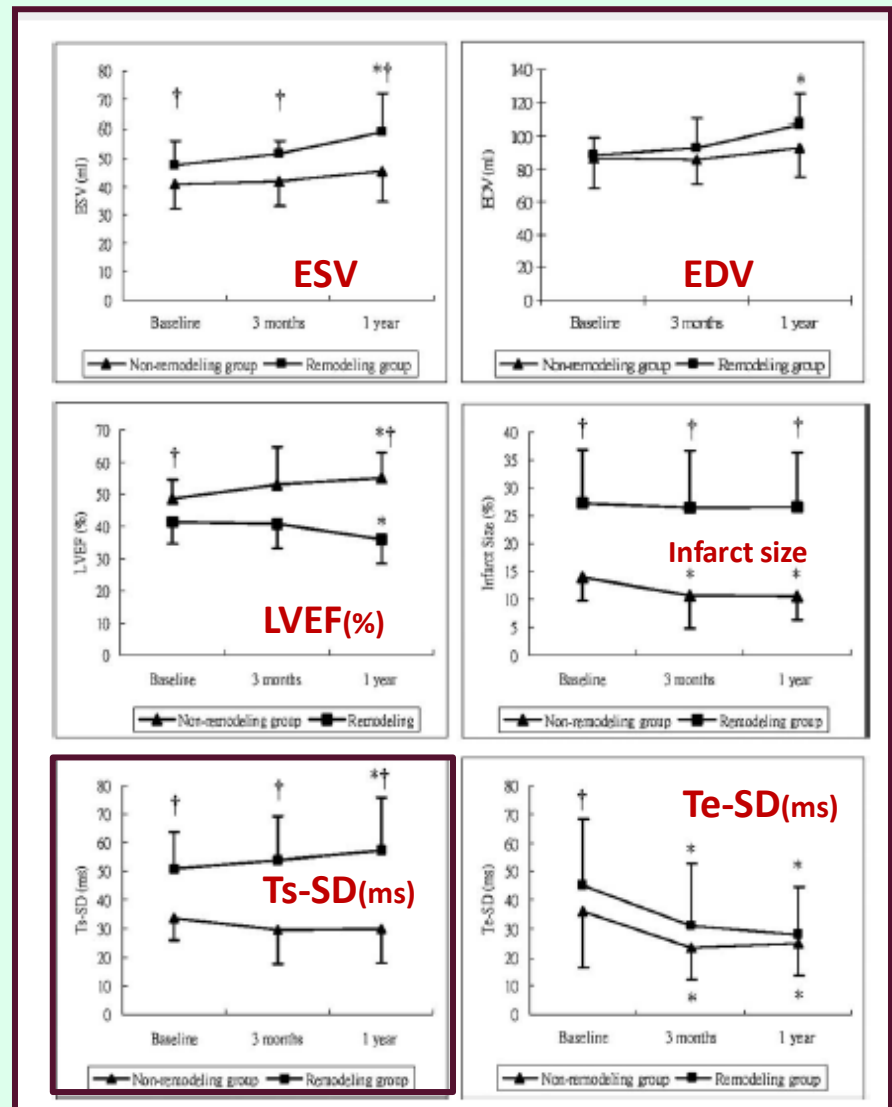 80
70
60
50
40
30
20
10
0
ESV (ml)
†
†
*†
ESV
Baseline 3 months 1 year
Non-remodeling group Remodeling group
140
120
100
80
60
40
20
0
EDV (ml)
*
EDV
Baseline 3 months 1 year
Non-remodeling group Remodeling group
70
60
50
40
30
20
10
0
LVEF (%)
†
*†
*
LVEF(%)
Baseline 3 months 1 year
Non-remodeling group Remodeling
40
35
30
25
20
15
10
5
0
Infarct Size (%)
† † †
Infarct size
* *
Baseline 3 months 1 year
Non-remodeling group Remodeling group
80
70
60
50
40
30
20
10
0
Ts-SD (ms)
† † *†
Ts-SD(ms)
Baseline 3 months 1 year
Non-remodeling group Remodeling group
80
70
60
50
40
30
20
10
0
Te-SD (ms)
†
Te-SD(ms)
* *
* *
Baseline 3 months 1 year
Non-remodeling group Remodeling group